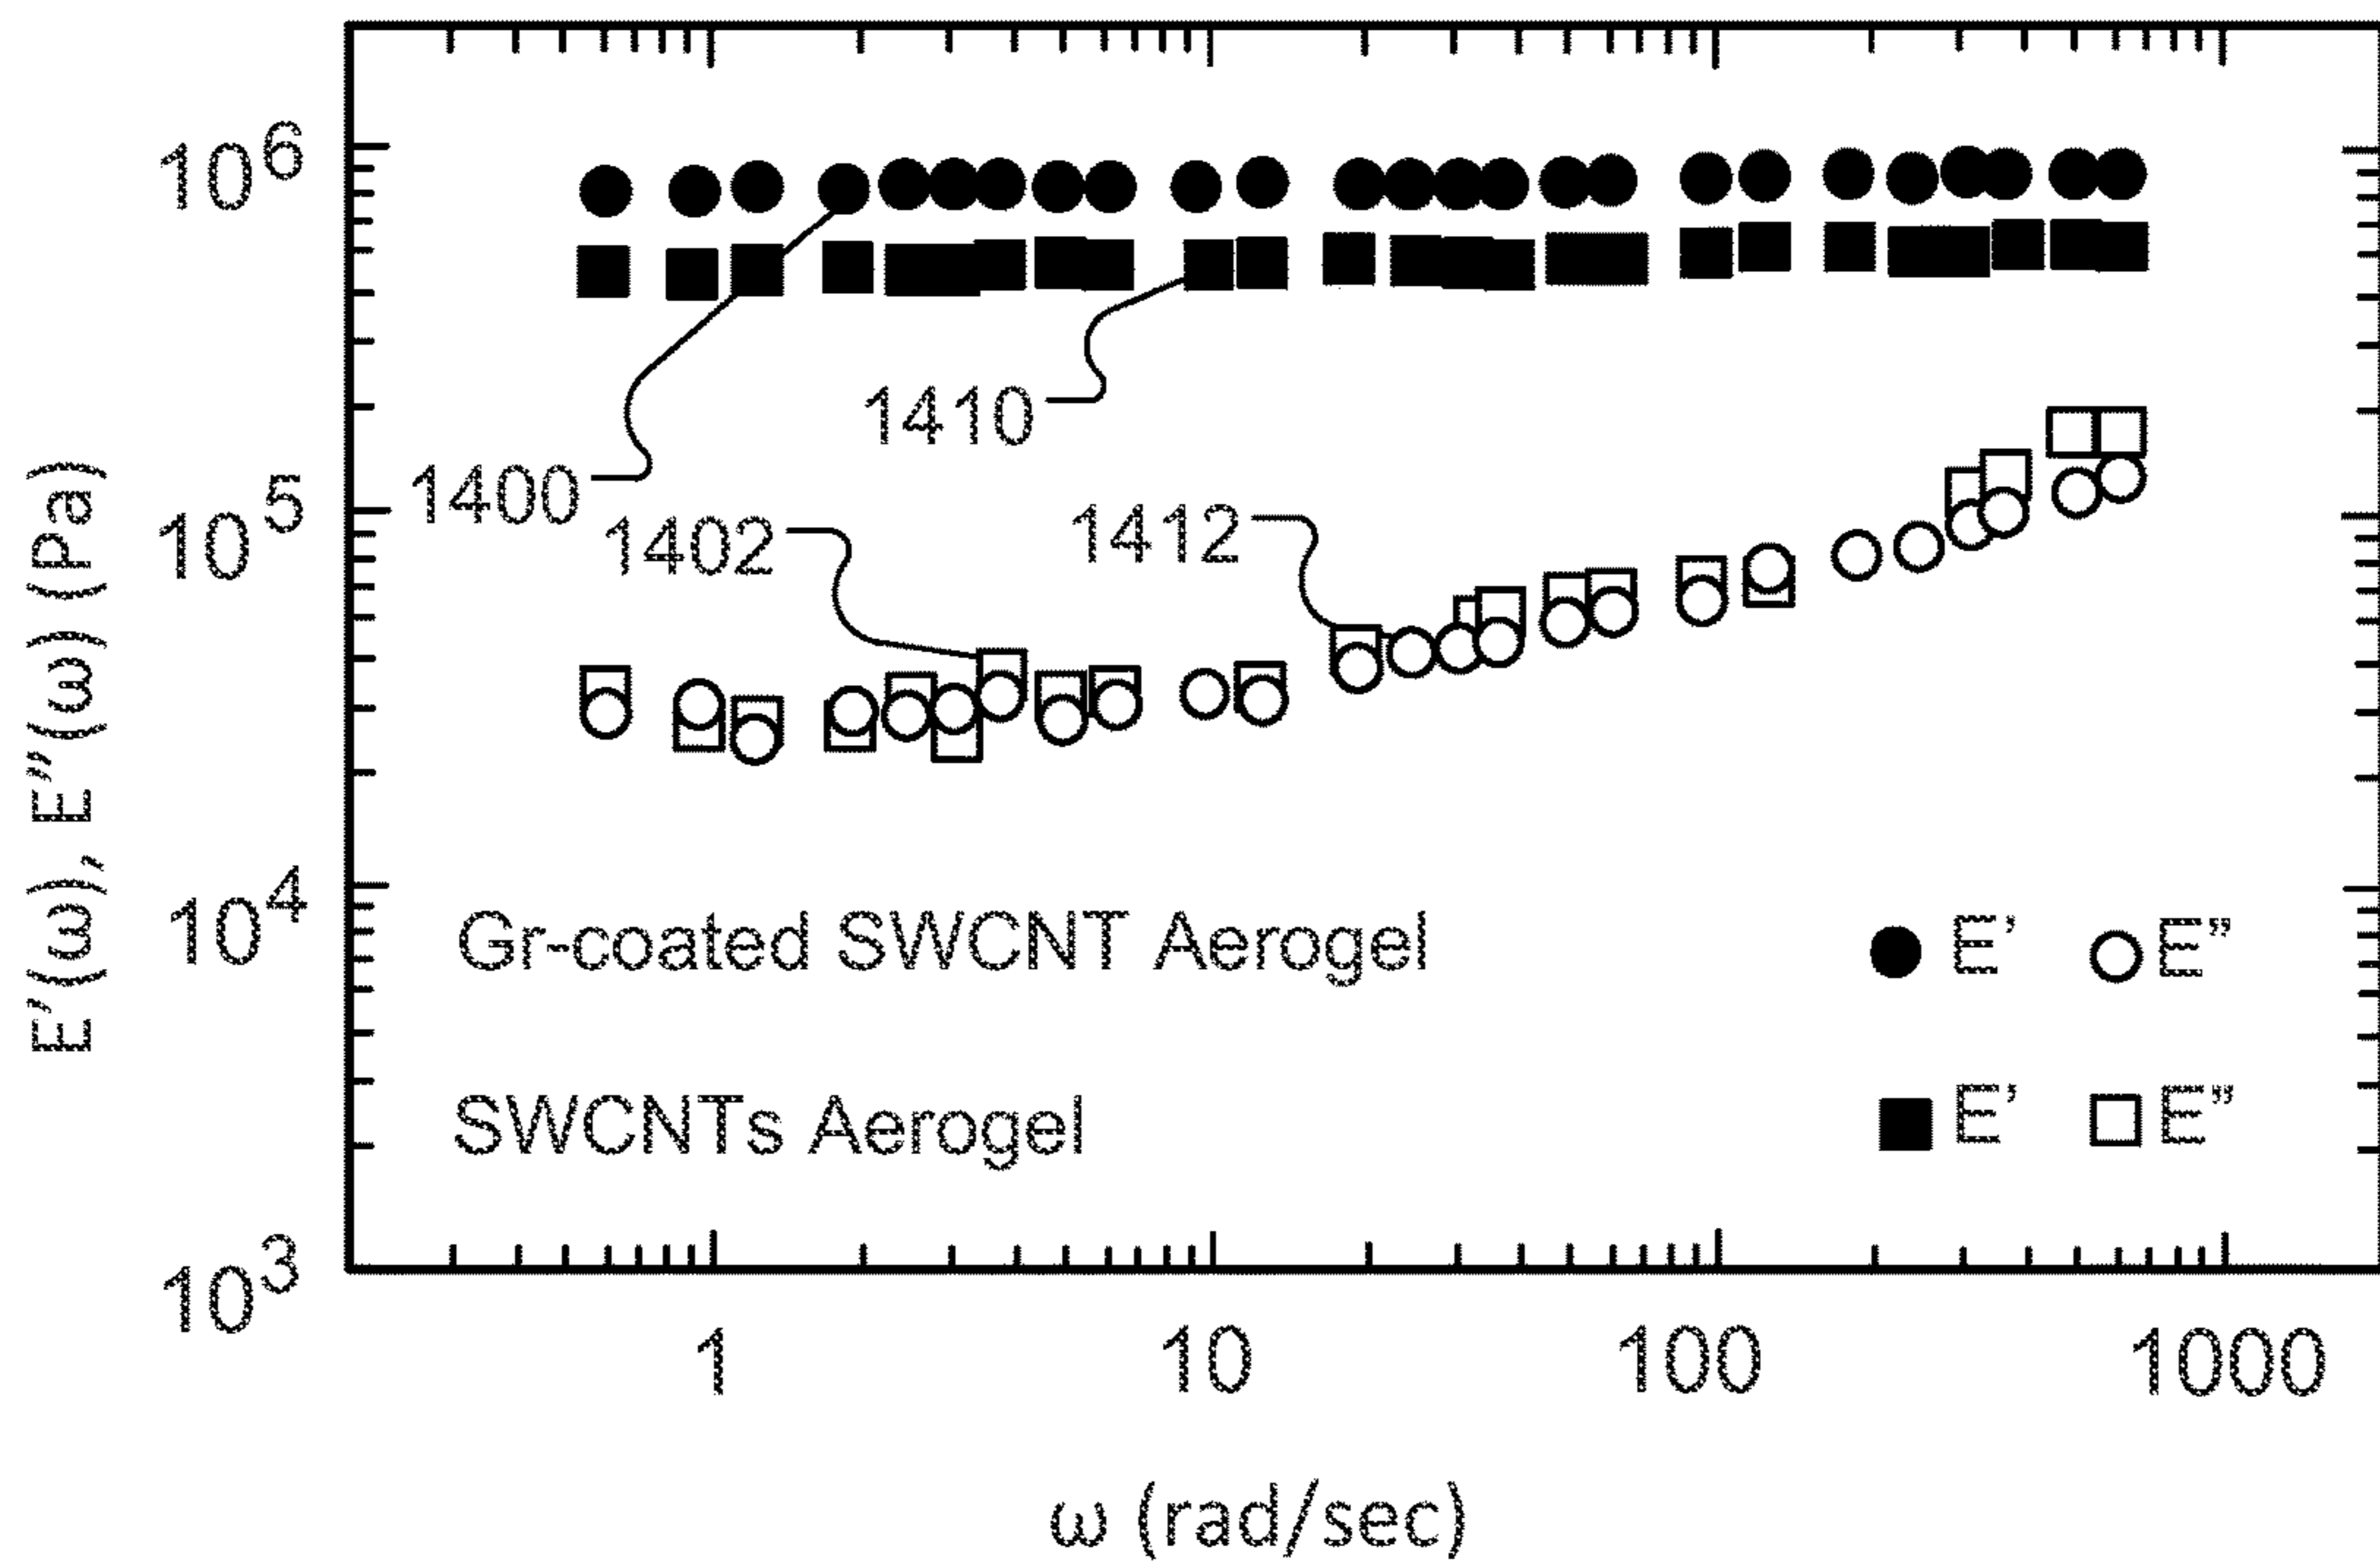 10^6
10^5
10^4
10^3
E′(ω), E″(ω) (Pa)
1400
1410
1402
1412
Gr-coated SWCNT Aerogel ● E’ ○ E”
SWCNTs Aerogel ■ E’ □ E”
1 10 100 1000
ω (rad/sec)